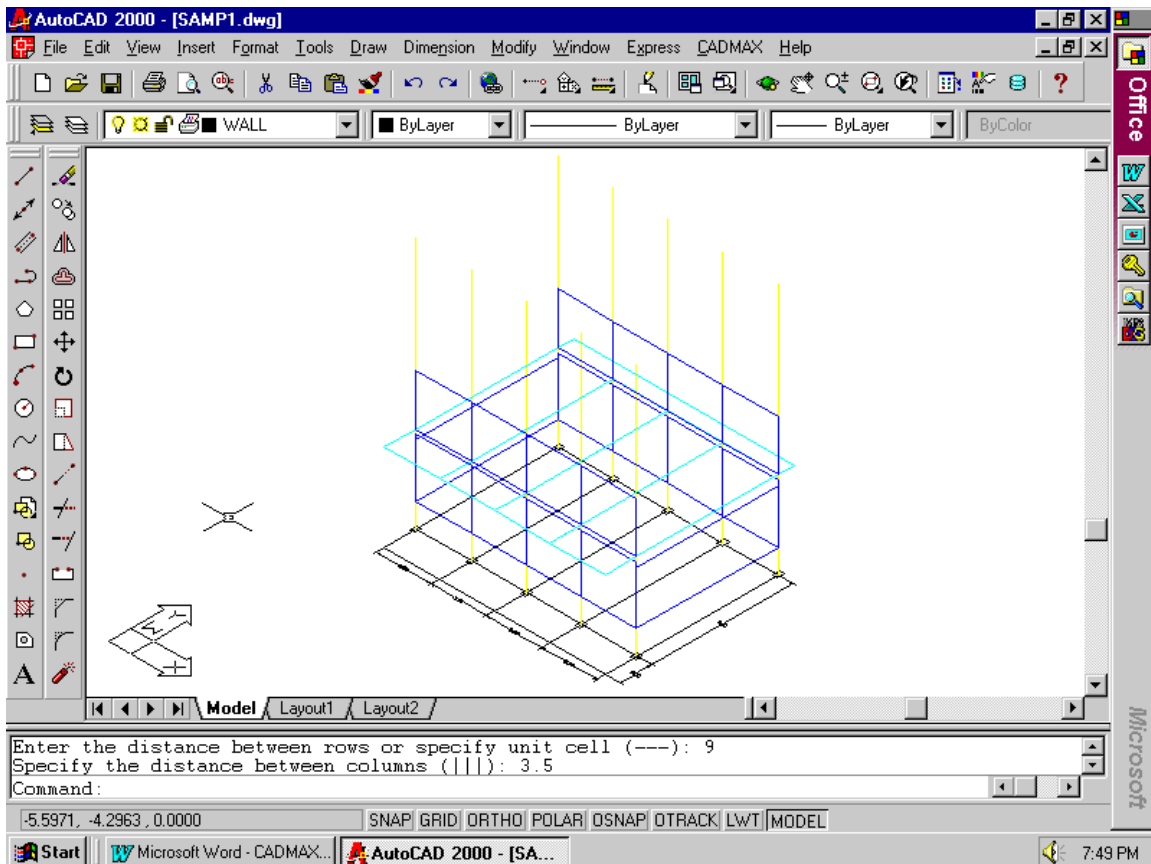 AutoCAD 2000 - [SAMP1.dwg]
File Edit View Insert Format Tools Draw Dimension Modify Window Express CADMAX Help
WALL ByLayer ByLayer ByLayer ByColor
Office
Microsoft
Model Layout1 Layout2
Enter the distance between rows or specify unit cell (---): 9
Specify the distance between columns (|||): 3.5
Command:
-5.5971, -4.2963 , 0.0000 SNAP GRID ORTHO POLAR OSNAP OTRACK LWT MODEL
Start Microsoft Word - CADMAX... AutoCAD 2000 - [SA... 7:49 PM